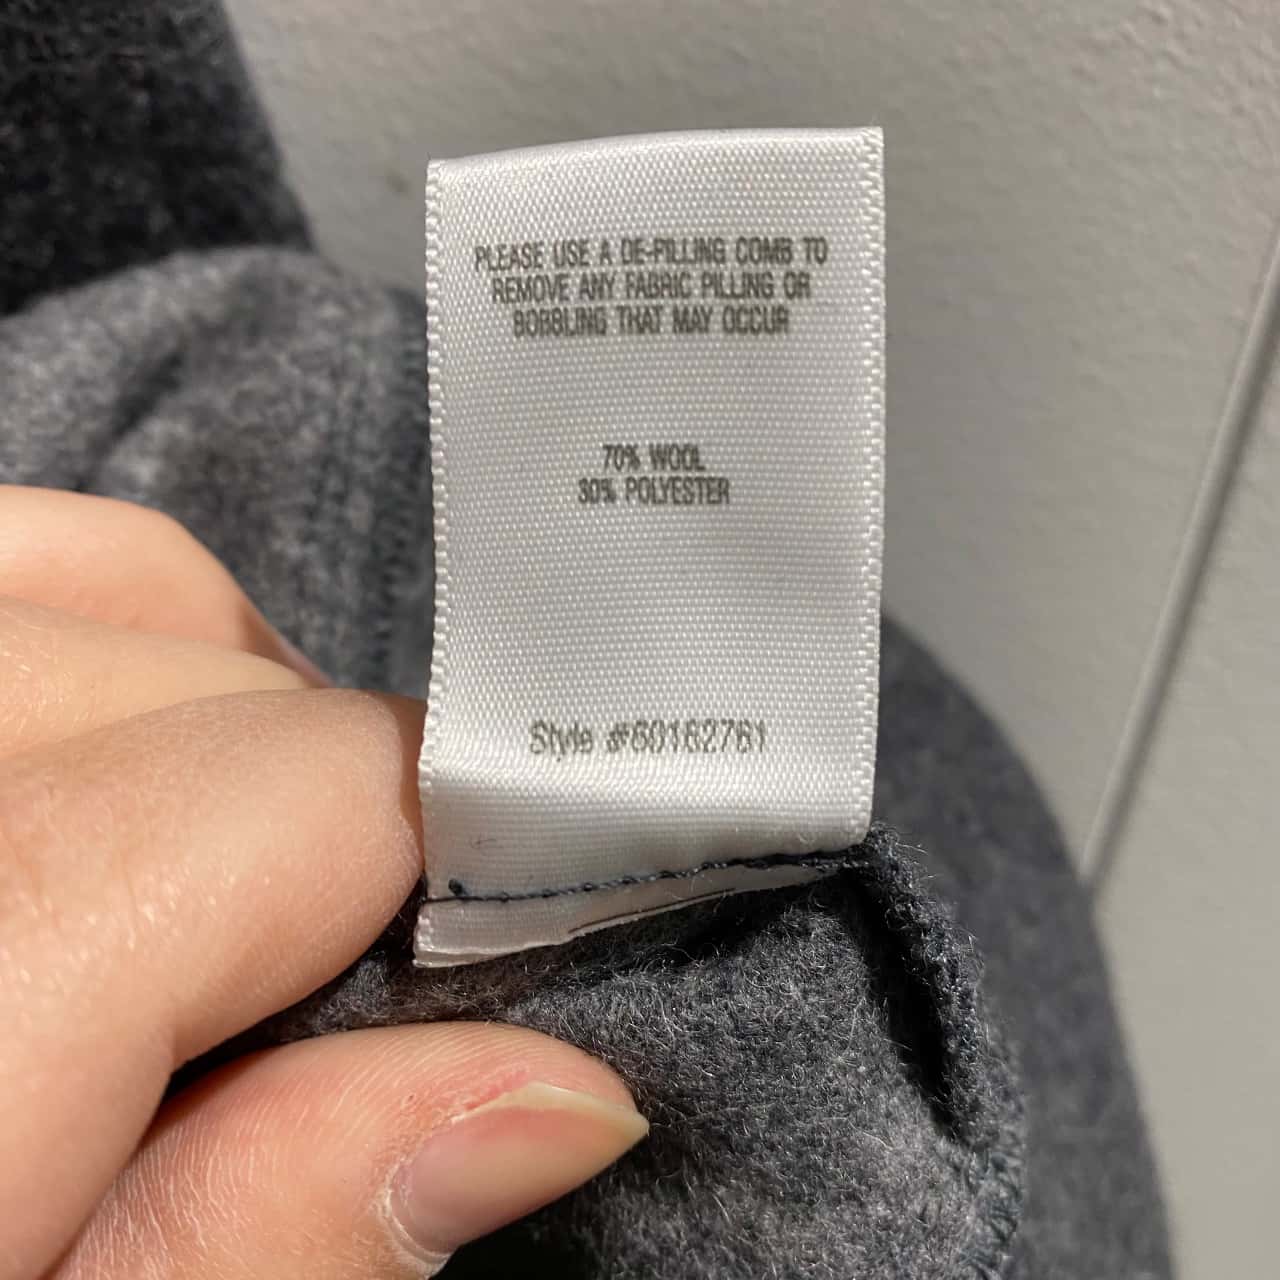 PLEASE USE A DE-PILLING COMB TO
REMOVE ANY FABRIC PILLING OR
BOBBLING THAT MAY OCCUR
70% WOOL
30% POLYESTER
Style #60162761